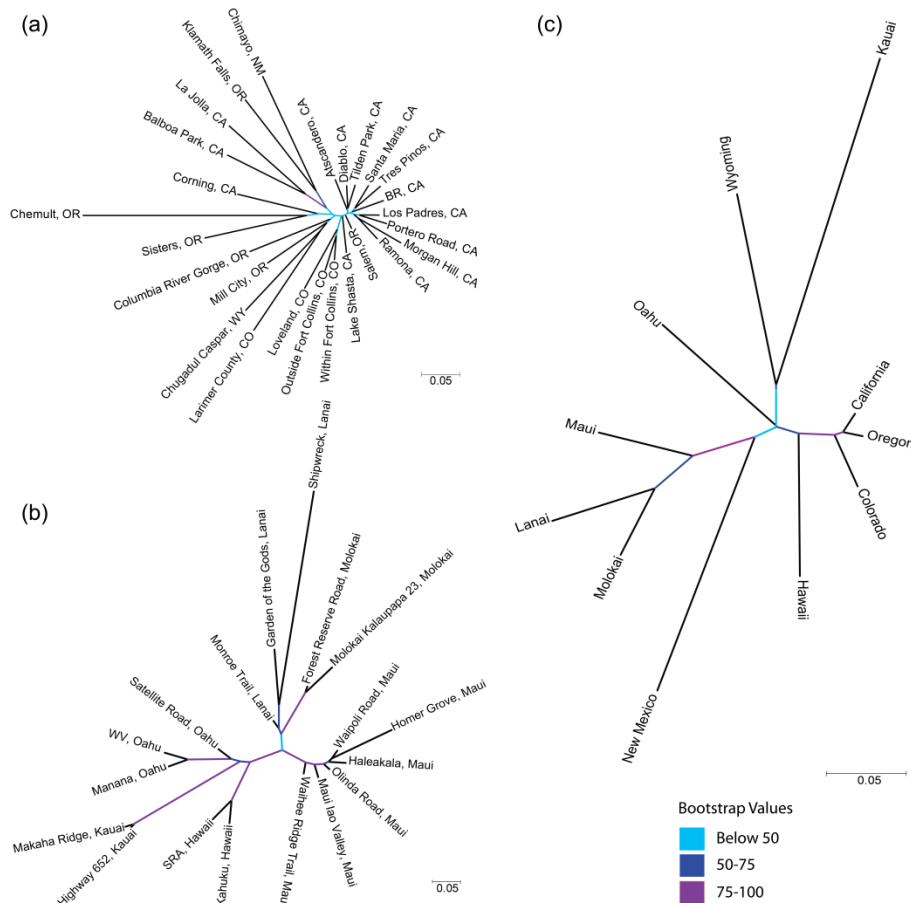 (a)
Chimayo, NM
Klamath Falls, OR
La Jolla, CA
Balboa Park, CA
Corning, CA
Chemult, OR
Sisters, OR
Columbia River Gorge, OR
Mill City, OR
Chugadul Caspar, WY
Larimer County, CO
Loveland, CO
Outside Fort Collins, CO
Within Fort Collins, CO
Lake Shasta, CA
Salem, OR
Ramona, CA
Morgan Hill, CA
Portero Road, CA
Los Padres, CA
BR, CA
Tres Pinos, CA
Santa Maria, CA
Tilden Park, CA
Diablo, CA
Atscandero, CA
0.05
(b)
Shipwreck, Lanai
Garden of the Gods, Lanai
Monroe Trail, Lanai
Forest Reserve Road, Molokai
Molokai Kalaupapa 23, Molokai
Waipoli Road, Maui
Homer Grove, Maui
Haleakala, Maui
Olinda Road, Maui
Maui Iao Valley, Maui
Waihee Ridge Trail, Maui
Kahuku, Hawaii
SRA, Hawaii
Highway 652, Kauai
Makaha Ridge, Kauai
Manana, Oahu
WV, Oahu
Satellite Road, Oahu
0.05
(c)
Kauai
Wyoming
Oahu
California
Oregon
Colorado
Hawaii
Maui
Lanai
Molokai
New Mexico
0.05
Bootstrap Values
Below 50
50-75
75-100